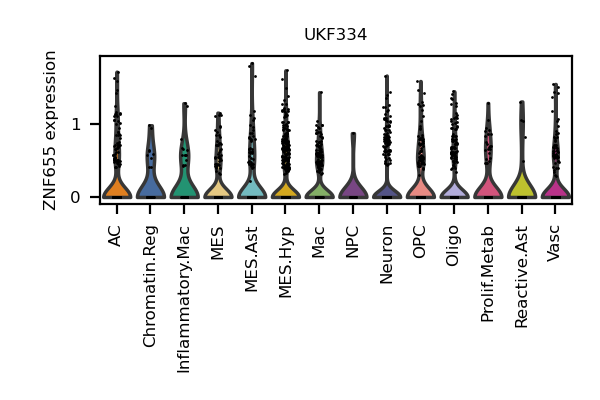 UKF334
ZNF655 expression
1
0
AC
Chromatin.Reg
Inflammatory.Mac
MES
MES.Ast
MES.Hyp
Mac
NPC
Neuron
OPC
Oligo
Prolif.Metab
Reactive.Ast
Vasc